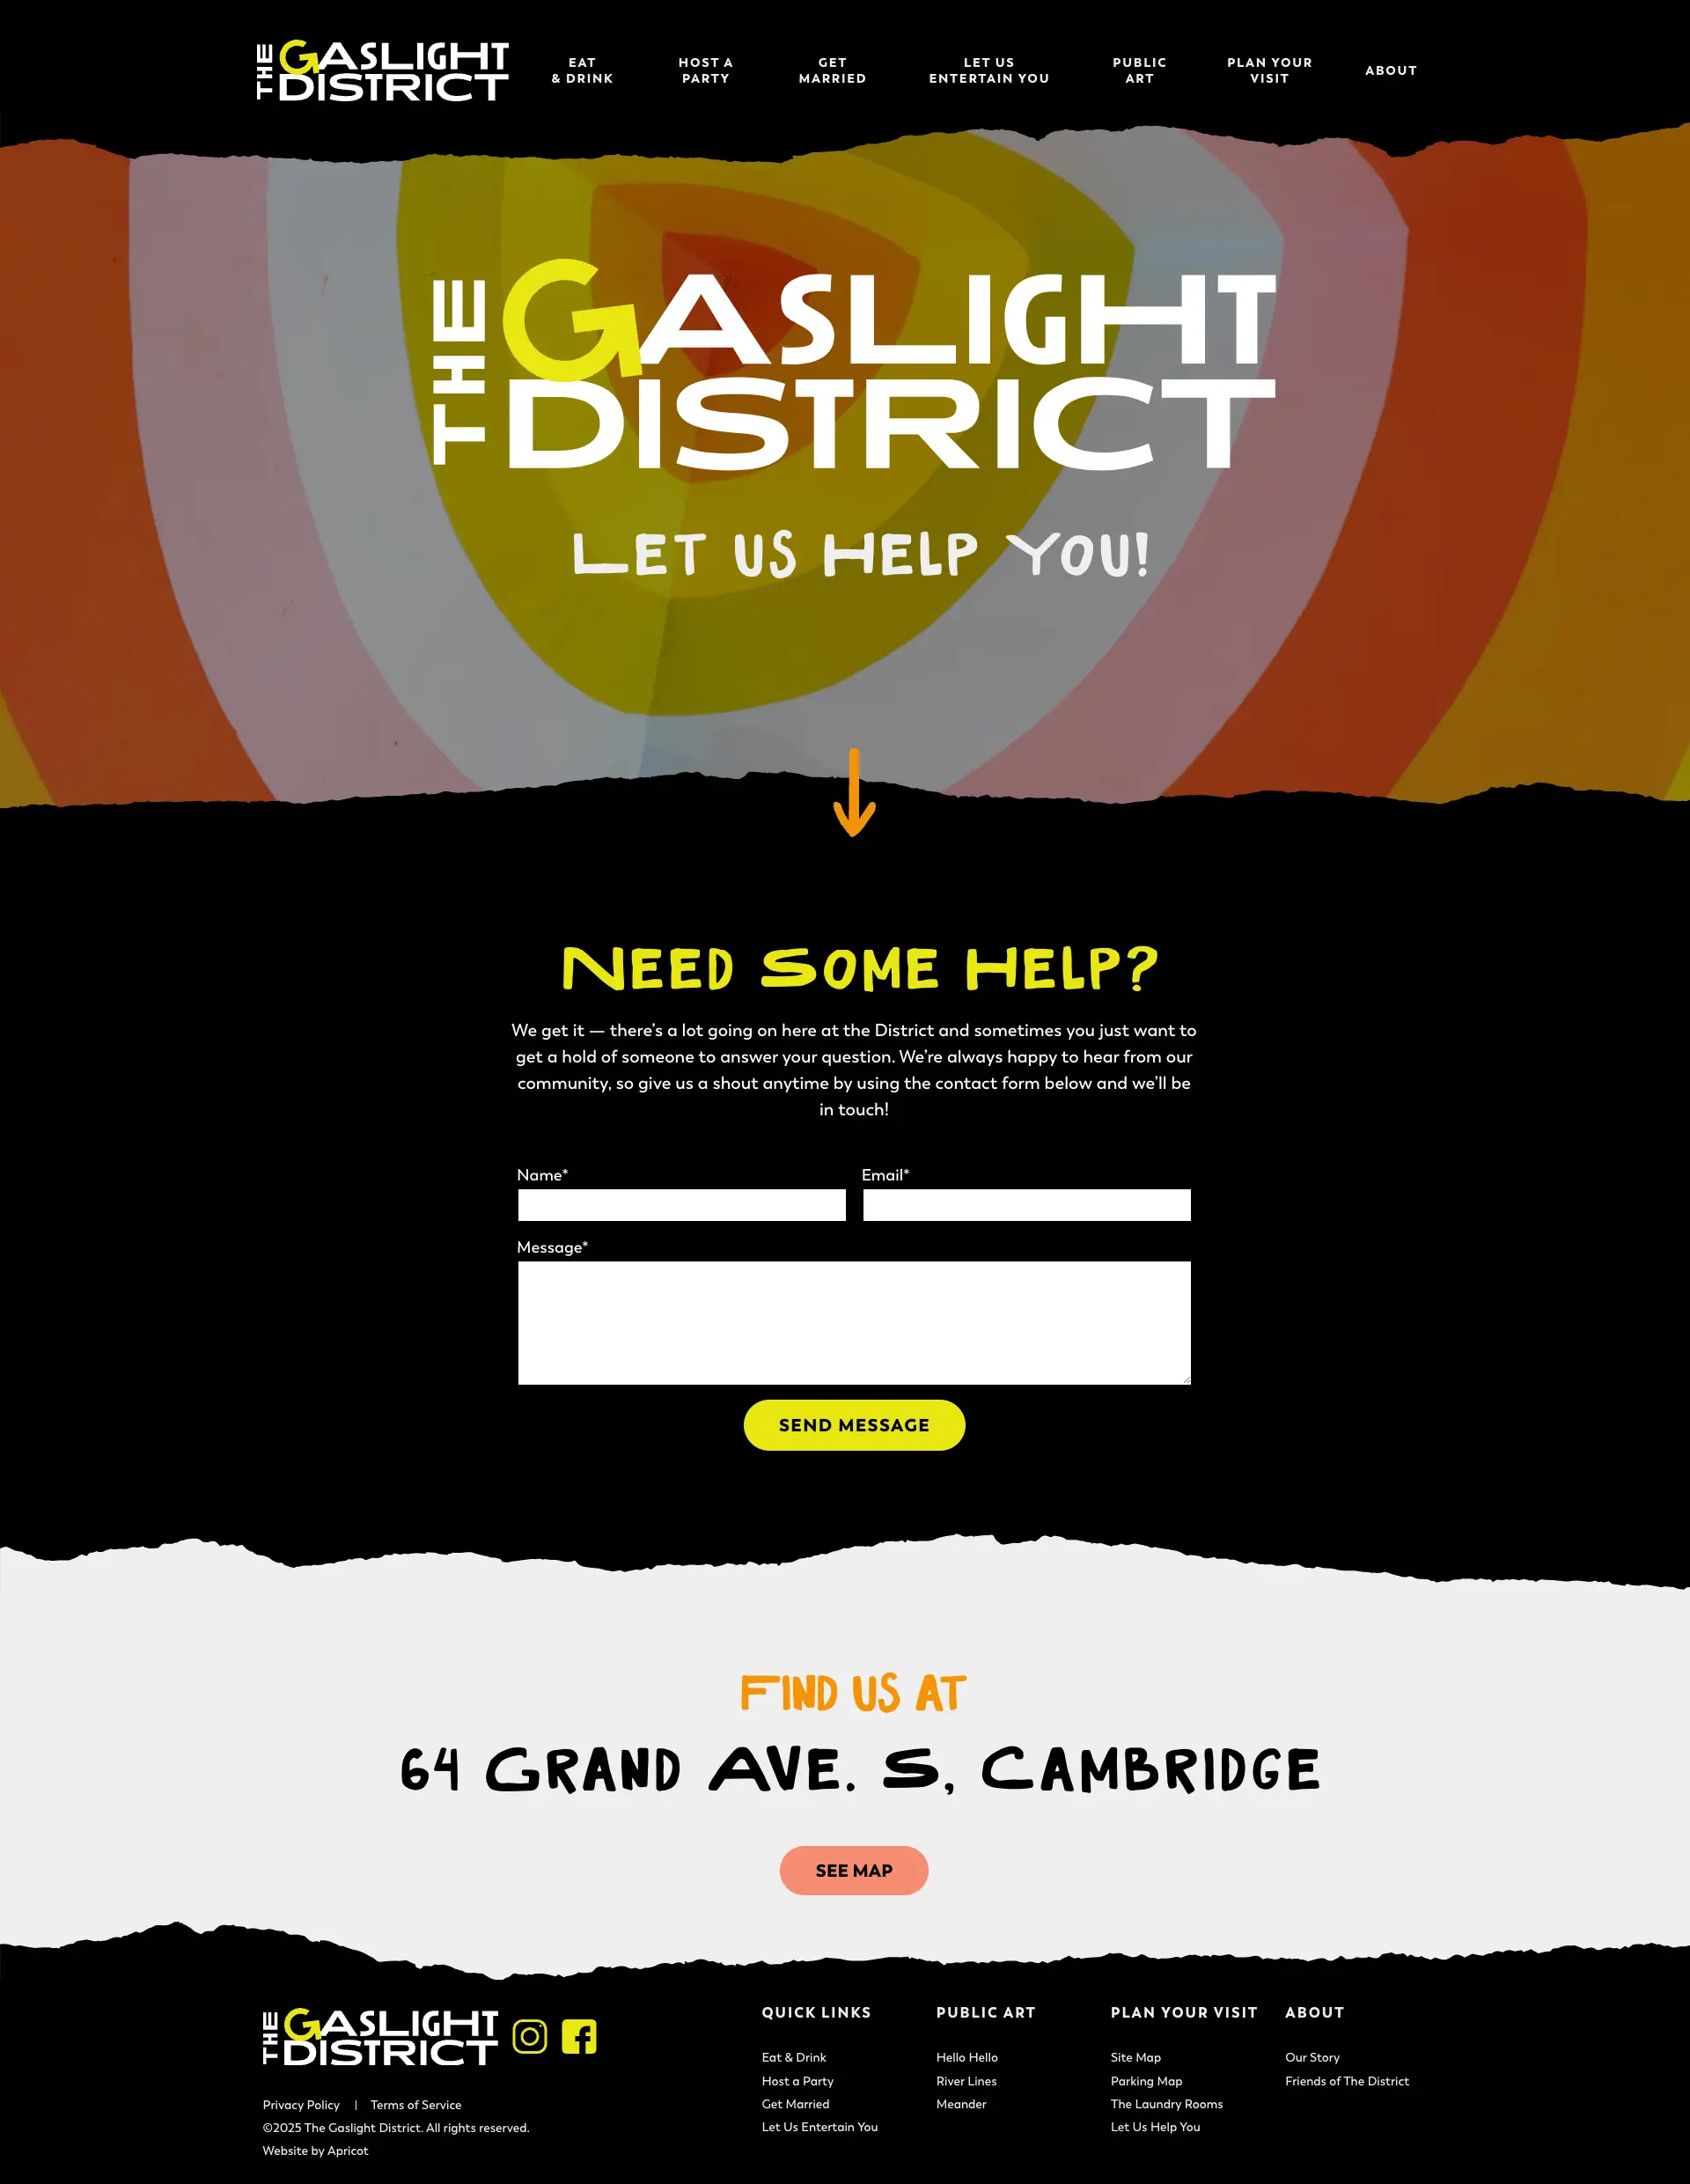 THE GASLIGHT
DISTRICT
EAT
& DRINK
HOST A
PARTY
GET
MARRIED
LET US
ENTERTAIN YOU
PUBLIC
ART
PLAN YOUR
VISIT
ABOUT
THE GASLIGHT
DISTRICT
LET US HELP YOU!
NEED SOME HELP?
We get it — there's a lot going on here at the District and sometimes you just want to
get a hold of someone to answer your question. We're always happy to hear from our
community, so give us a shout anytime by using the contact form below and we'll be
in touch!
Name*
Email*
Message*
SEND MESSAGE
FIND US AT
64 GRAND AVE. S, CAMBRIDGE
SEE MAP
THE GASLIGHT
DISTRICT
Privacy Policy | Terms of Service
©2025 The Gaslight District. All rights reserved.
Website by Apricot
QUICK LINKS
Eat & Drink
Host a Party
Get Married
Let Us Entertain You
PUBLIC ART
Hello Hello
River Lines
Meander
PLAN YOUR VISIT
Site Map
Parking Map
The Laundry Rooms
Let Us Help You
ABOUT
Our Story
Friends of The District